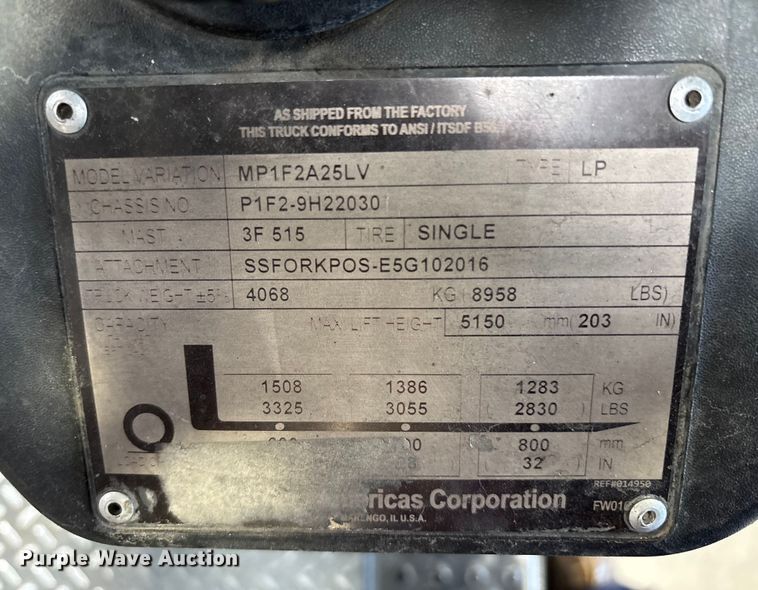 AS SHIPPED FROM THE FACTORY
THIS TRUCK CONFORMS TO ANSI / ITSDF
MODEL VARIATION MP1F2A25LV TYPE LP
CHASSIS NO. P1F2-9H22030
MAST 3F 515 TIRE SINGLE
ATTACHMENT SSFORKPOS-E5G102016
TRUCK WEIGHT ±5% 4068 KG( 8958 LBS)
CAPACITY MAX LIFT HEIGHT 5150 mm( 203 IN)
1508 1386 1283 KG
3325 3055 ( 2830 ) LBS
800 mm
( 32 ) IN
REF#014950
Corporation
MARENGO, IL U.S.A.
Purple Wave Auction